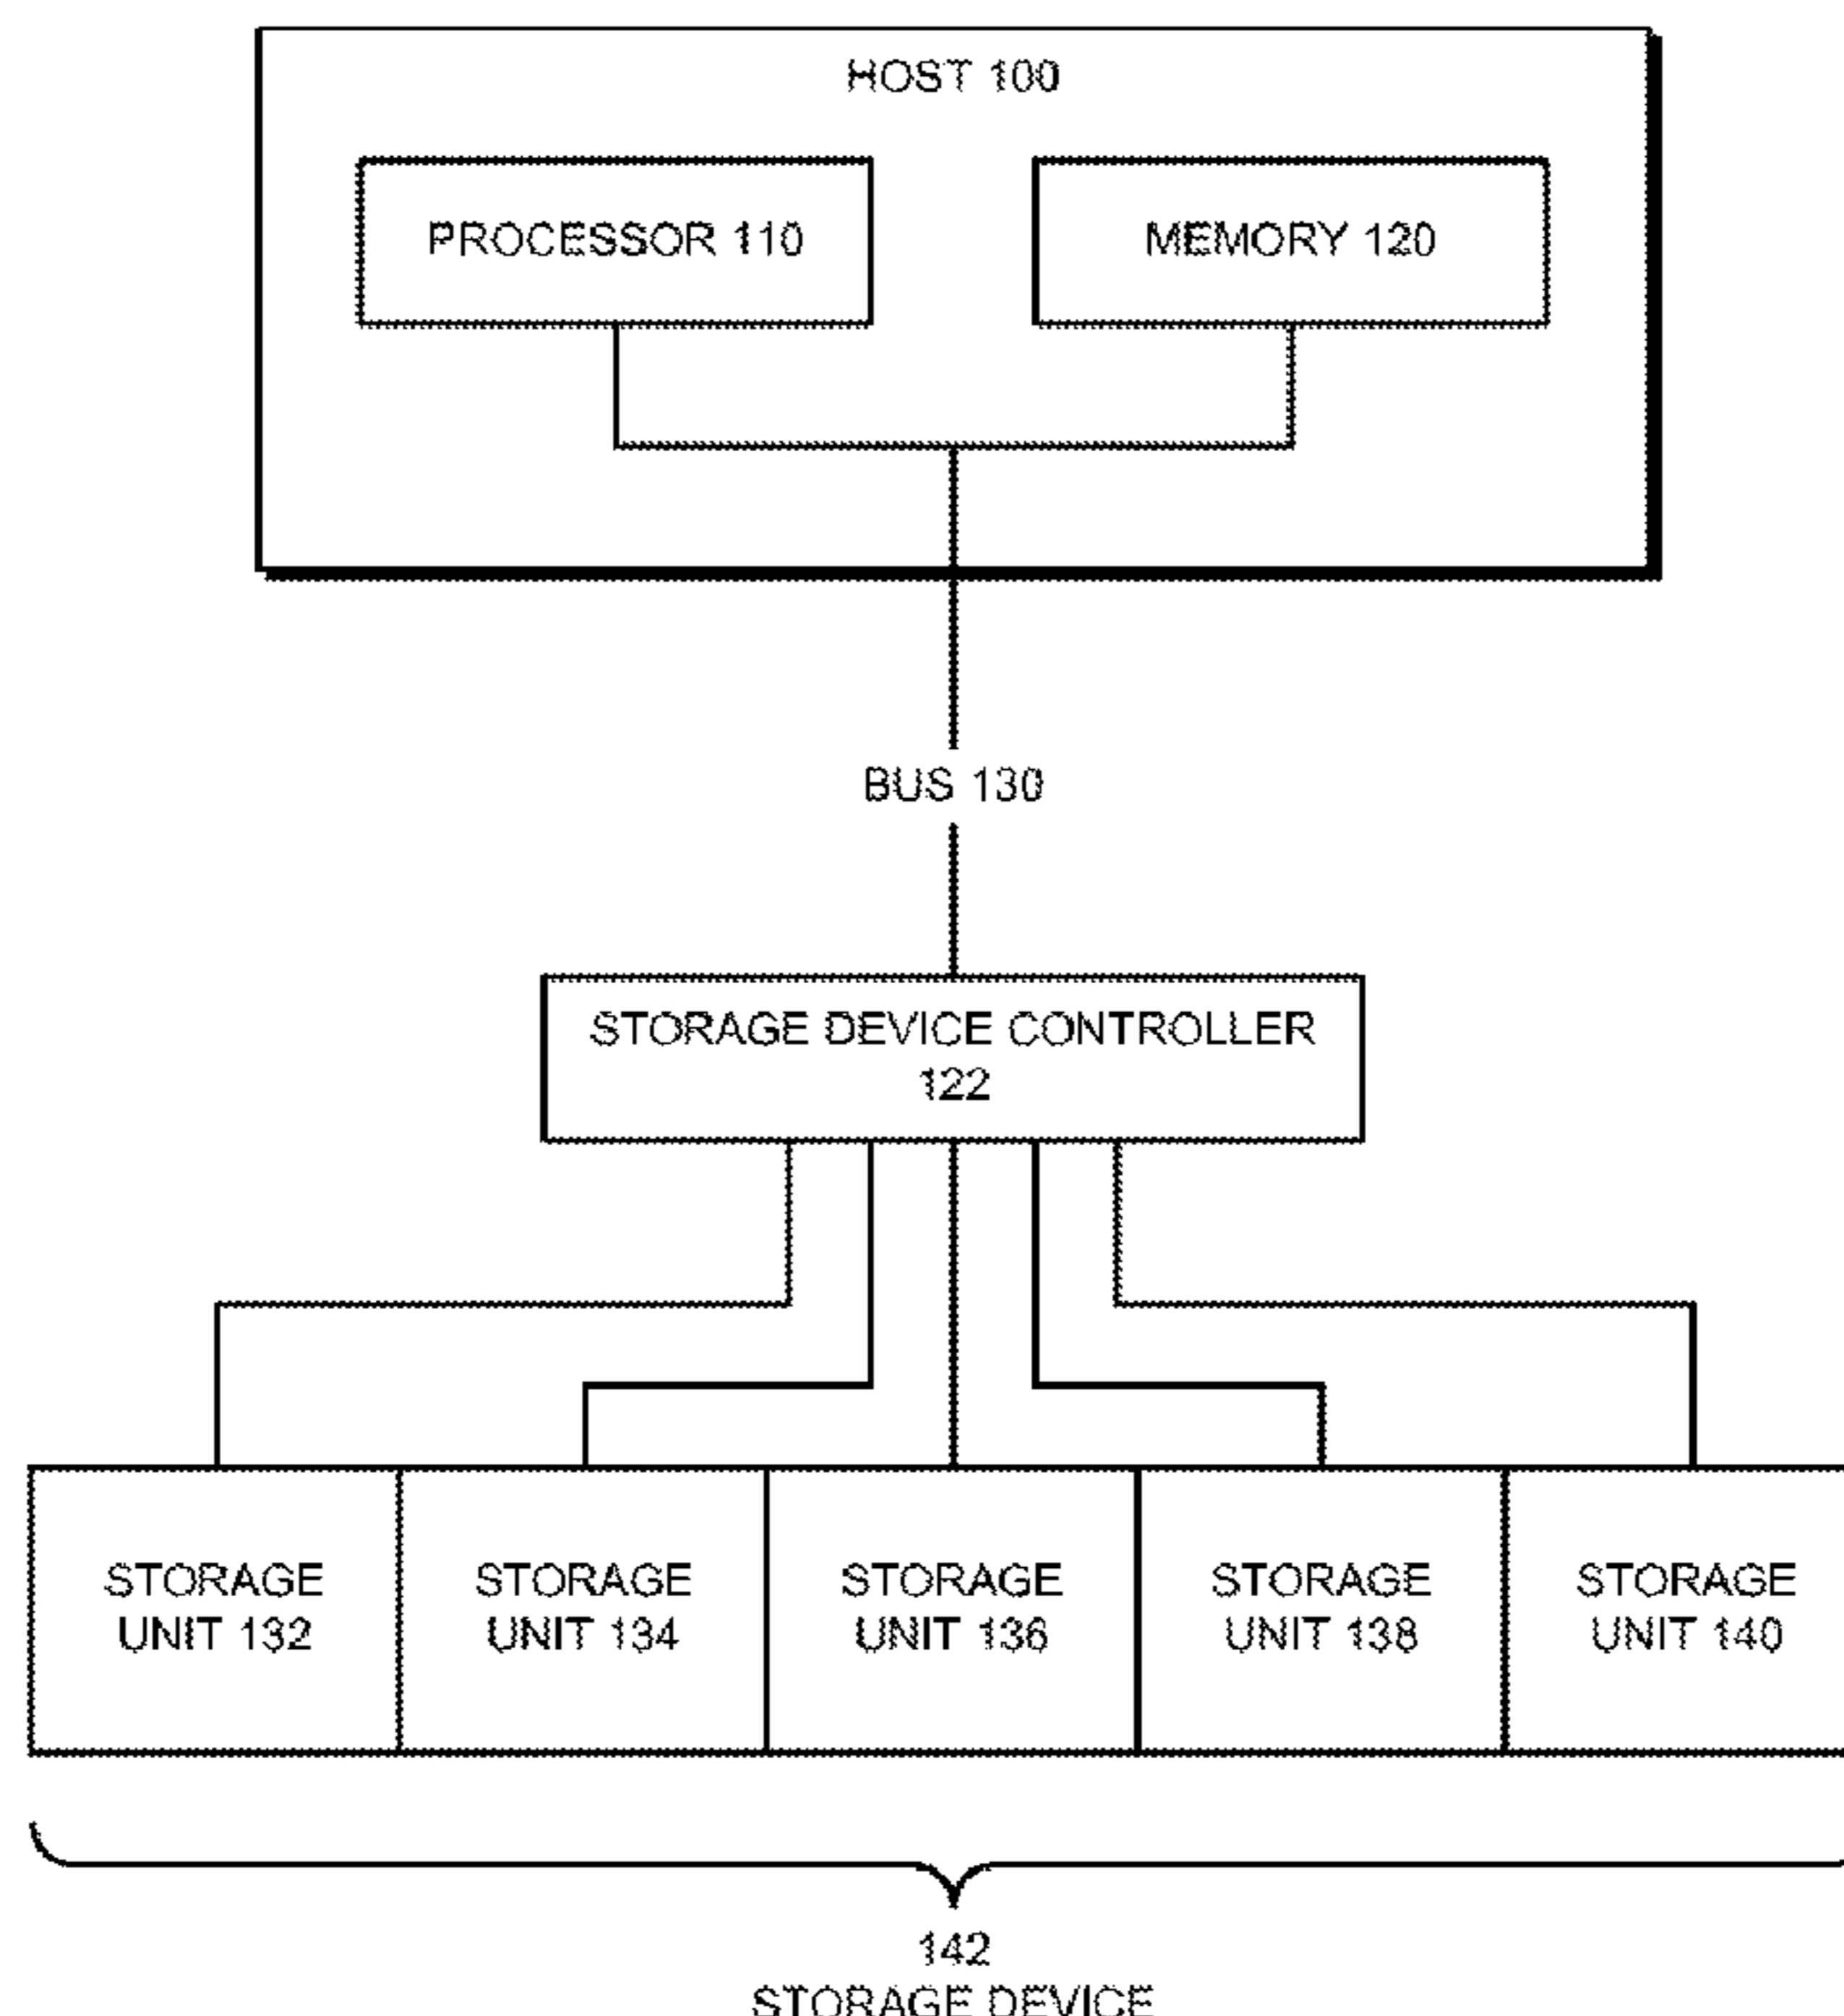 HOST 100
PROCESSOR 110
MEMORY 120
BUS 130
STORAGE DEVICE CONTROLLER
122
STORAGE
UNIT 132
STORAGE
UNIT 134
STORAGE
UNIT 136
STORAGE
UNIT 138
STORAGE
UNIT 140
142
STORAGE DEVICE